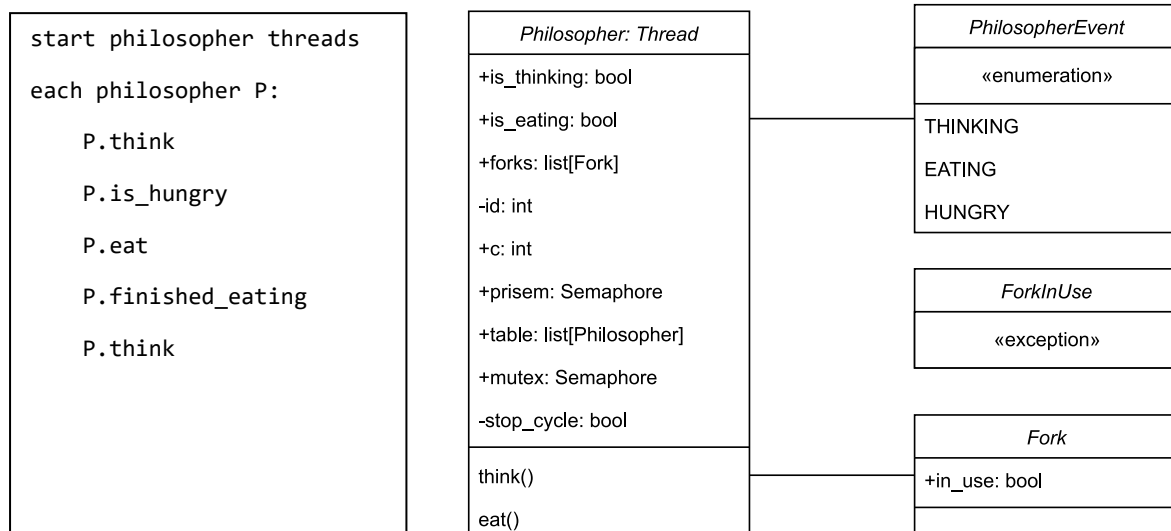 start philosopher threads
each philosopher P:
P.think
P.is_hungry
P.eat
P.finished_eating
P.think
Philosopher: Thread
+is_thinking: bool
+is_eating: bool
+forks: list[Fork]
-id: int
+c: int
+prisem: Semaphore
+table: list[Philosopher]
+mutex: Semaphore
-stop_cycle: bool
think()
eat()
PhilosopherEvent
«enumeration»
THINKING
EATING
HUNGRY
ForkInUse
«exception»
Fork
+in_use: bool